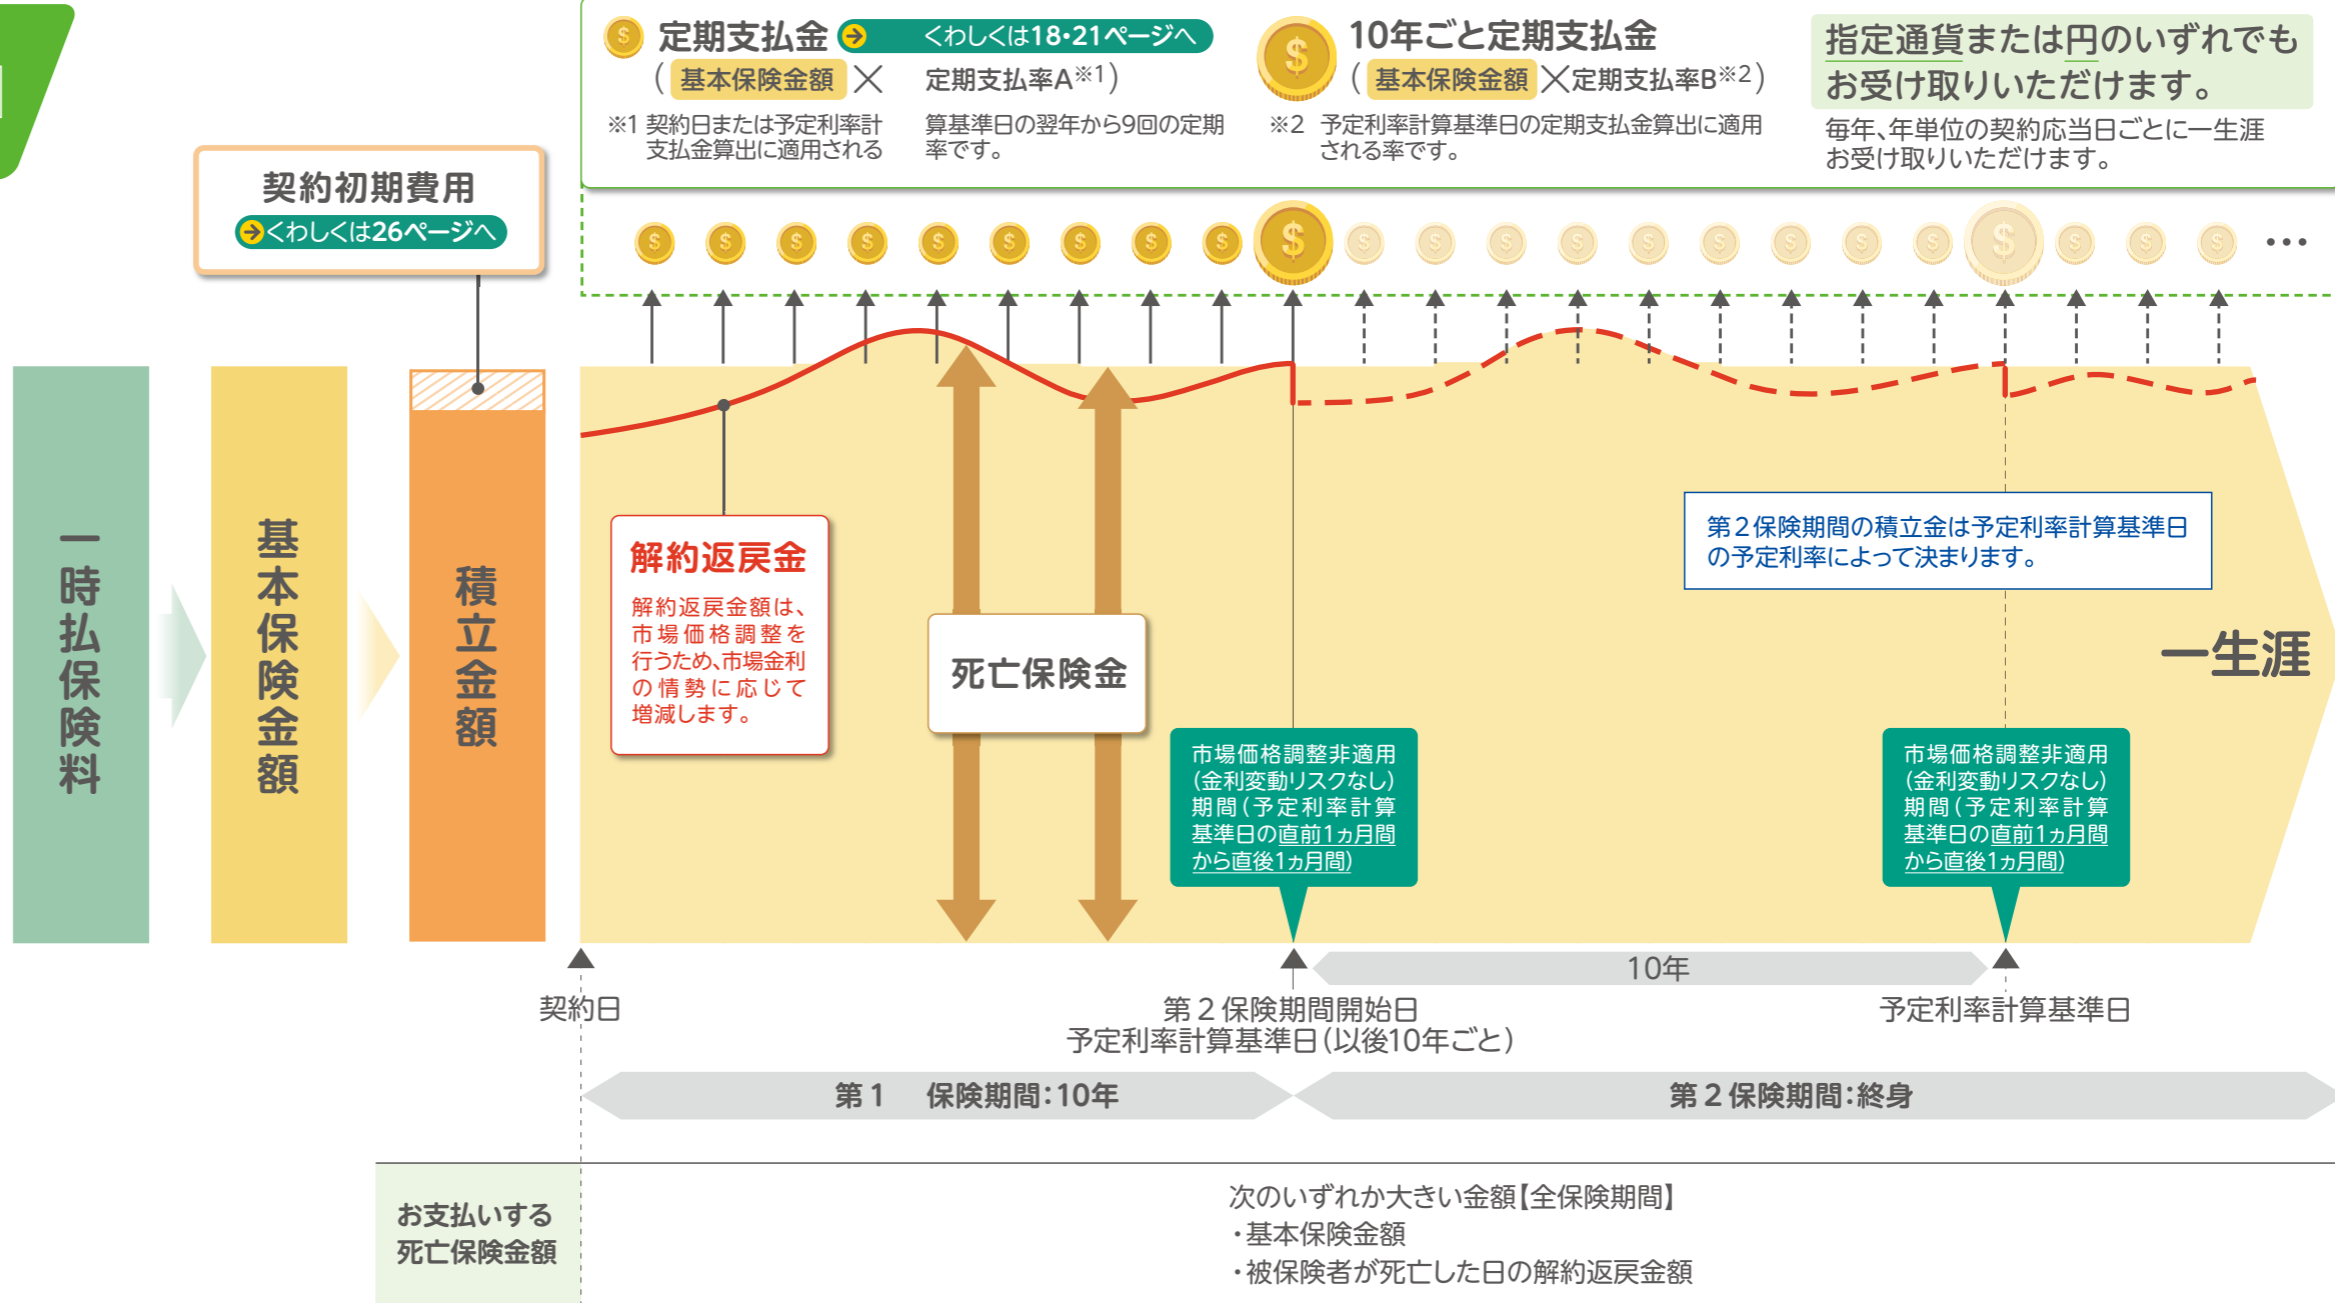 定期支払金 くわしくは18・21ページへ
(基本保険金額×定期支払率A※1)
※1 契約日または予定利率計算基準日の翌年から9回の定期
支払金算出に適用される率です。
10年ごと定期支払金
(基本保険金額×定期支払率B※2)
※2 予定利率計算基準日の定期支払金算出に適用
される率です。
指定通貨または円のいずれでも
お受け取りいただけます。
毎年、年単位の契約応当日ごとに一生涯
お受け取りいただけます。
契約初期費用
くわしくは26ページへ
…
一時払保険料
基本保険金額
積立金額
解約返戻金
解約返戻金額は、
市場価格調整を
行うため、市場金利
の情勢に応じて
増減します。
死亡保険金
第2保険期間の積立金は予定利率計算基準日
の予定利率によって決まります。
一生涯
市場価格調整非適用
(金利変動リスクなし)
期間(予定利率計算
基準日の直前1ヵ月間
から直後1ヵ月間)
市場価格調整非適用
(金利変動リスクなし)
期間(予定利率計算
基準日の直前1ヵ月間
から直後1ヵ月間)
10年
契約日
第2保険期間開始日
予定利率計算基準日(以後10年ごと)
予定利率計算基準日
第1 保険期間:10年
第2保険期間:終身
お支払いする
死亡保険金額
次のいずれか大きい金額【全保険期間】
・基本保険金額
・被保険者が死亡した日の解約返戻金額